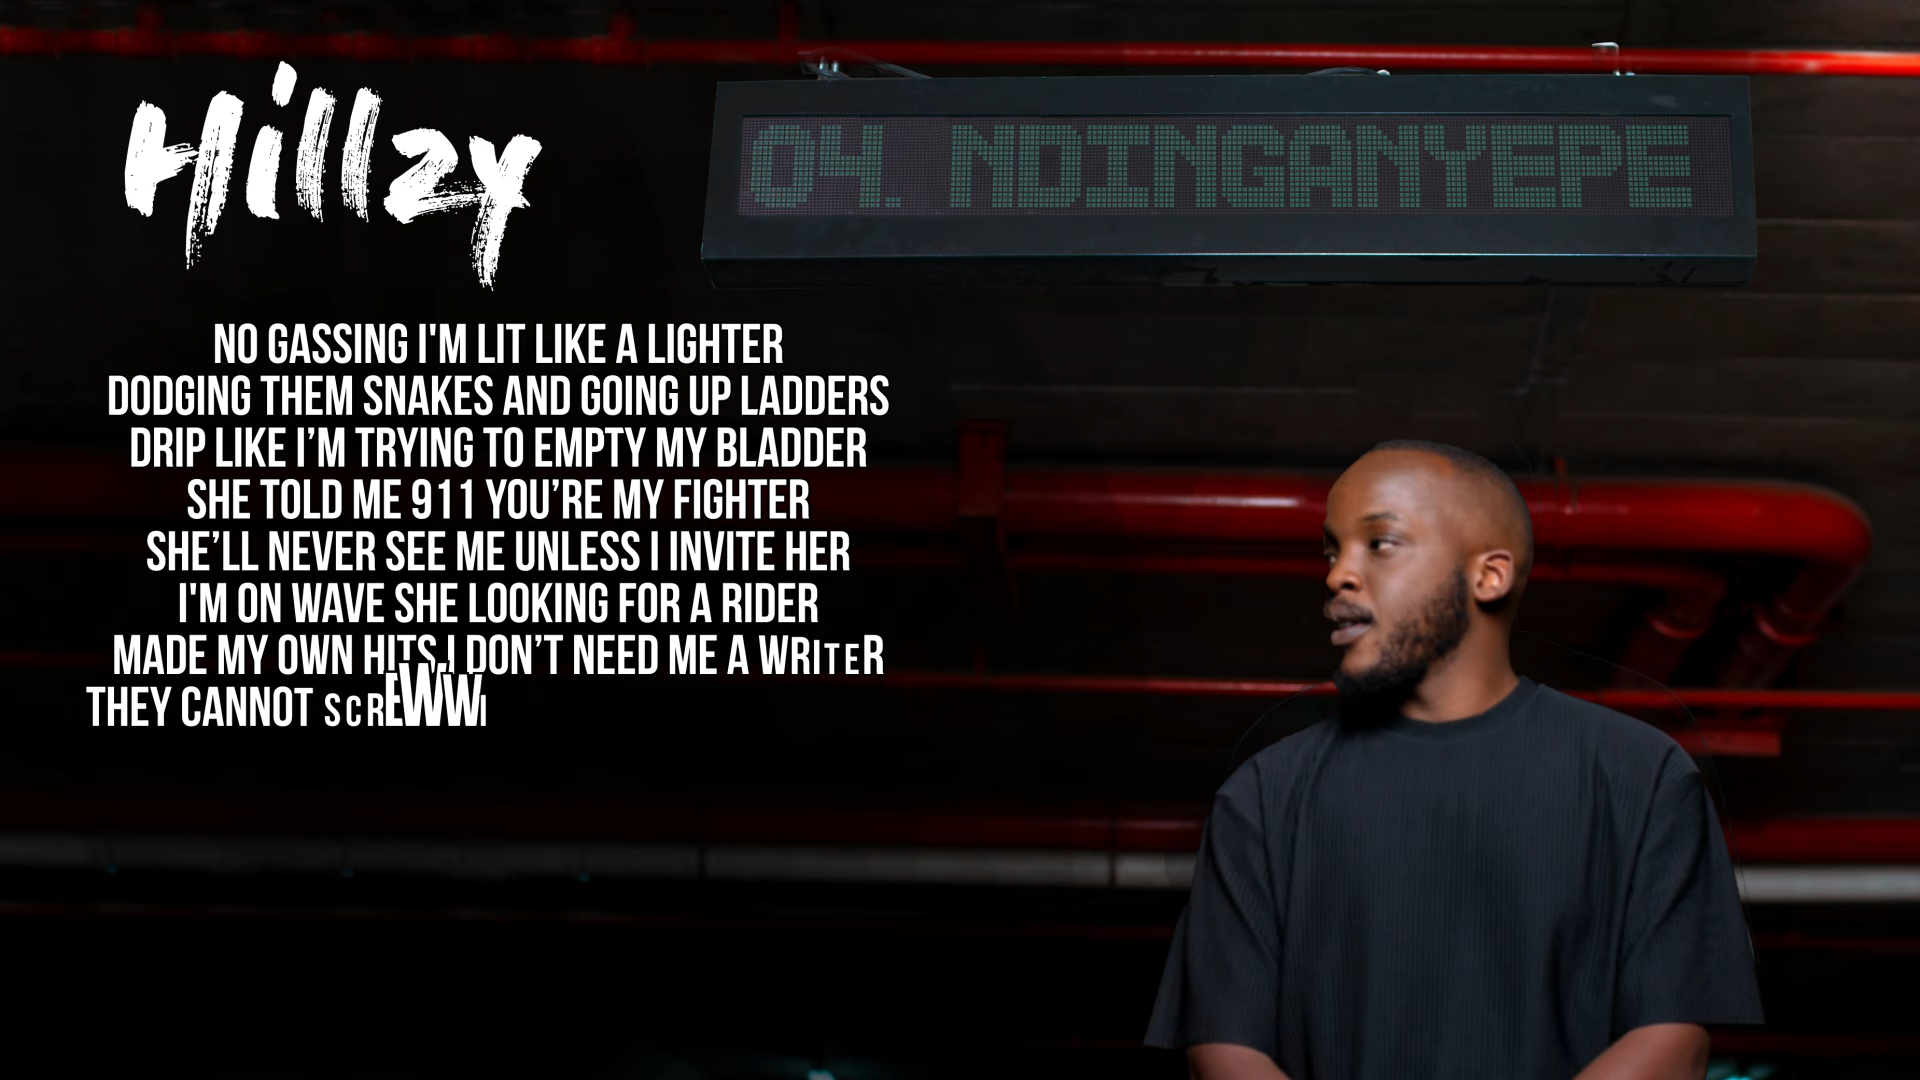 Hillzy
04. NDINGANYEPE
NO GASSING I'M LIT LIKE A LIGHTER
DODGING THEM SNAKES AND GOING UP LADDERS
DRIP LIKE I’M TRYING TO EMPTY MY BLADDER
SHE TOLD ME 911 YOU’RE MY FIGHTER
SHE’LL NEVER SEE ME UNLESS I INVITE HER
I'M ON WAVE SHE LOOKING FOR A RIDER
MADE MY OWN HITS I DON’T NEED ME A WRITER
THEY CANNOT